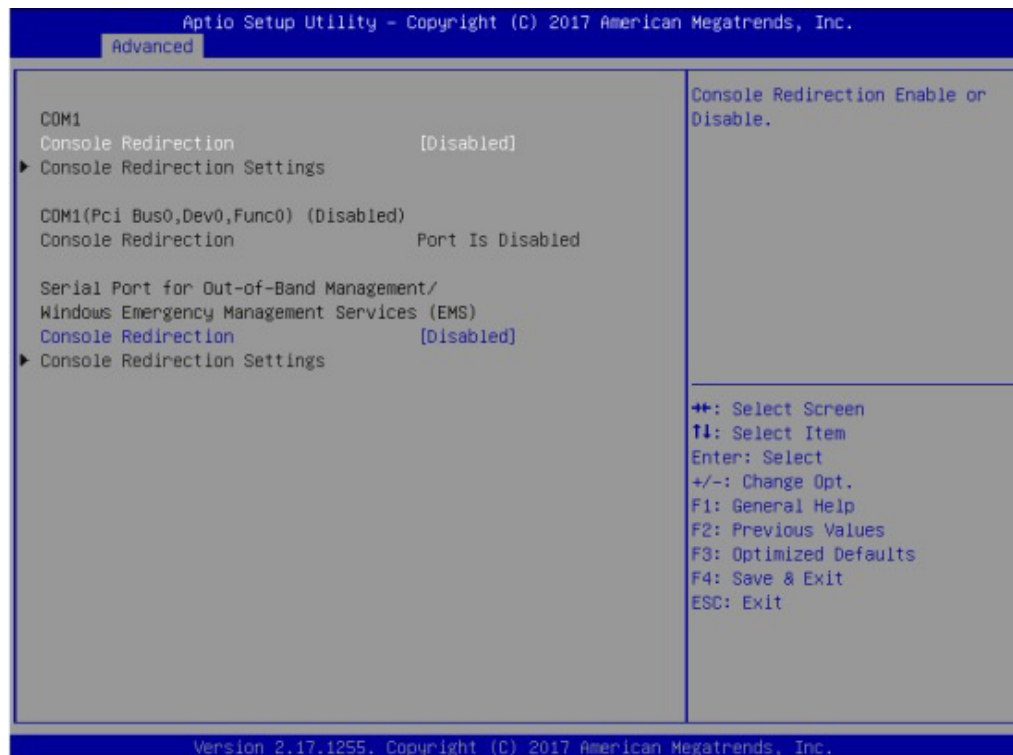 Aptio Setup Utility – Copyright (C) 2017 American Megatrends, Inc.
Advanced
COM1
Console Redirection [Disabled]
▶ Console Redirection Settings
COM1(Pci Bus0,Dev0,Func0) (Disabled)
Console Redirection Port Is Disabled
Serial Port for Out-of-Band Management/
Windows Emergency Management Services (EMS)
Console Redirection [Disabled]
▶ Console Redirection Settings
Console Redirection Enable or
Disable.
→←: Select Screen
↑↓: Select Item
Enter: Select
+/-: Change Opt.
F1: General Help
F2: Previous Values
F3: Optimized Defaults
F4: Save & Exit
ESC: Exit
Version 2.17.1255. Copyright (C) 2017 American Megatrends, Inc.